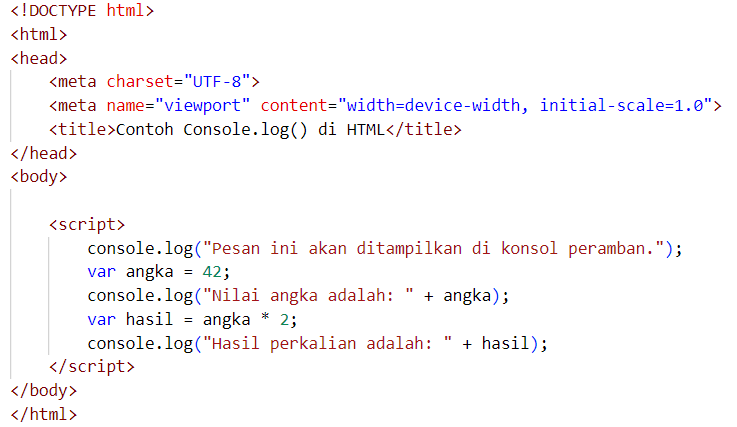 <!DOCTYPE html>
<html>
<head>
    <meta charset="UTF-8">
    <meta name="viewport" content="width=device-width, initial-scale=1.0">
    <title>Contoh Console.log() di HTML</title>
</head>
<body>
    <script>
        console.log("Pesan ini akan ditampilkan di konsol peramban.");
        var angka = 42;
        console.log("Nilai angka adalah: " + angka);
        var hasil = angka * 2;
        console.log("Hasil perkalian adalah: " + hasil);
    </script>
</body>
</html>